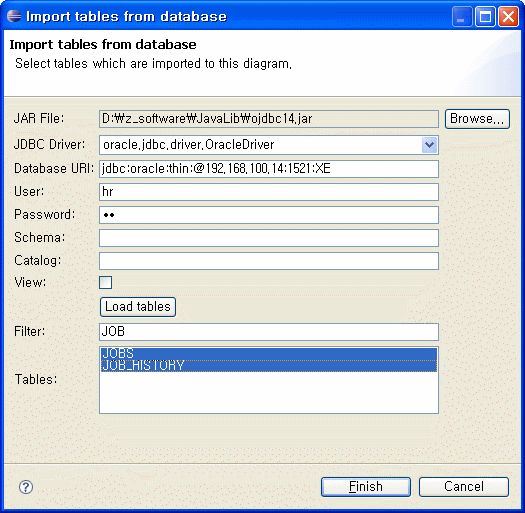 Import tables from database
Import tables from database
Select tables which are imported to this diagram.
JAR File: D:₩z_software₩JavaLib₩ojdbc14.jar Browse...
JDBC Driver: oracle.jdbc.driver.OracleDriver
Database URI: jdbc:oracle:thin:@192.168.100.14:1521:XE
User: hr
Password: ●●
Schema:
Catalog:
View:
Load tables
Filter: JOB
Tables: JOBS
JOB_HISTORY
? Finish Cancel